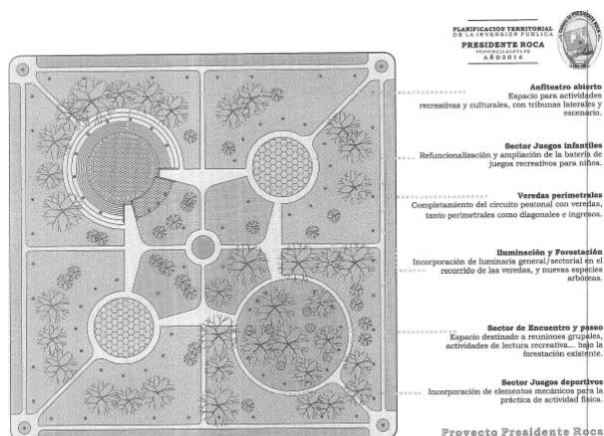 PLANIFICACION TERRITORIAL
DE LA INVERSIÓN PÚBLICA
PRESIDENTE ROCA
PROVINCIA SANTA FE
AÑO 2016
Anfiteatro abierto
Espacio para actividades
recreativas y culturales, con tribunas laterales y
escenario.
Sector Juegos infantiles
Refuncionalización y ampliación de la batería de
juegos recreativos para niños.
Veredas perimetrales
Completamiento del circuito peatonal con veredas,
tanto perimetrales como diagonales e ingresos.
Iluminación y Forestación
Incorporación de luminaria general/sectorial en el
recorrido de las veredas, y nuevas especies
arbóreas.
Sector de Encuentro y paseo
Espacio destinado a reuniones grupales,
actividades de lectura recreativa... bajo la
forestación existente.
Sector Juegos deportivos
Incorporación de elementos mecánicos para la
práctica de actividad física.
Proyecto Presidente Roca